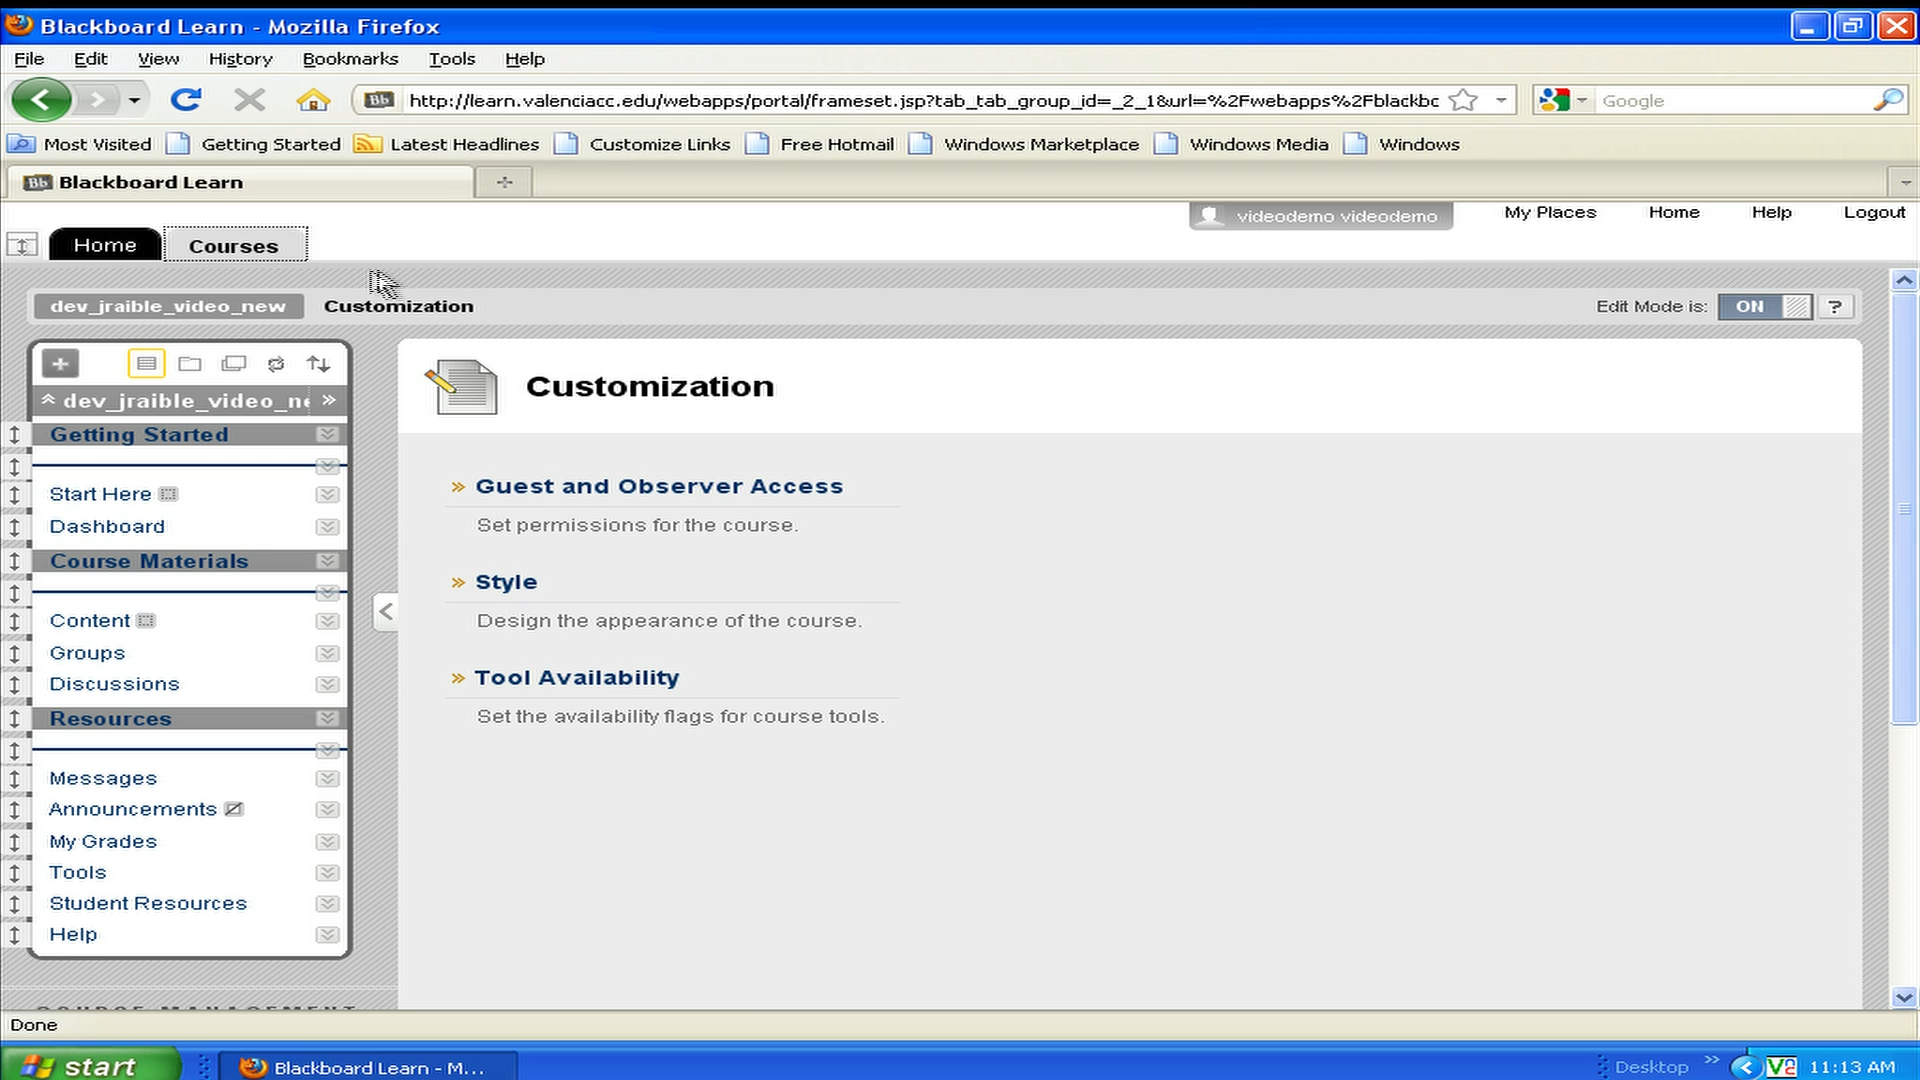 Blackboard Learn - Mozilla Firefox
File Edit View History Bookmarks Tools Help
Bb http://learn.valenciacc.edu/webapps/portal/frameset.jsp?tab_tab_group_id=_2_1&url=%2Fwebapps%2Fblackbc Google
Most Visited Getting Started Latest Headlines Customize Links Free Hotmail Windows Marketplace Windows Media Windows
Bb Blackboard Learn
videodemo videodemo My Places Home Help Logout
Home Courses
dev_jraible_video_new Customization Edit Mode is: ON ?
dev_jraible_video_ne
Customization
Getting Started
Start Here
Dashboard
Course Materials
Content
Groups
Discussions
Resources
Messages
Announcements
My Grades
Tools
Student Resources
Help
Guest and Observer Access
Set permissions for the course.
Style
Design the appearance of the course.
Tool Availability
Set the availability flags for course tools.
COURSE MANAGEMENT
Done
start Blackboard Learn - M... Desktop 11:13 AM